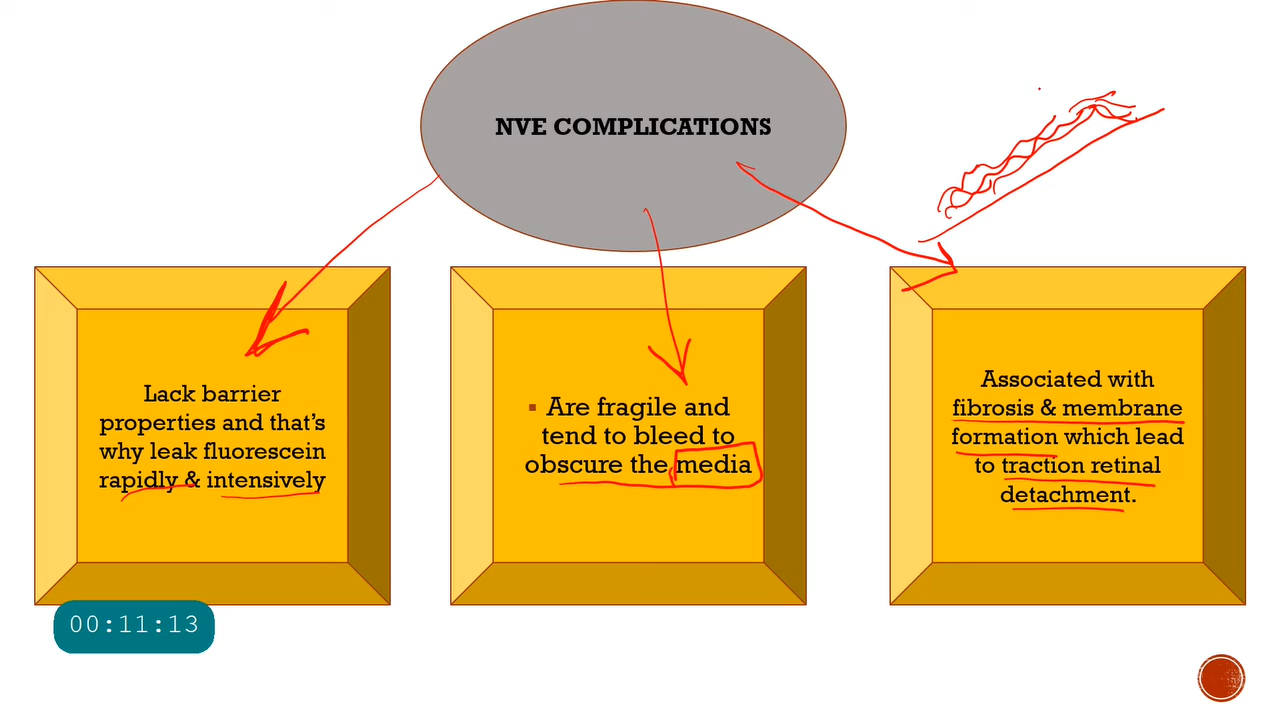 NVE COMPLICATIONS
Lack barrier
properties and that's
why leak fluorescein
rapidly & intensively
▪ Are fragile and
tend to bleed to
obscure the media
Associated with
fibrosis & membrane
formation which lead
to traction retinal
detachment.
00:11:13